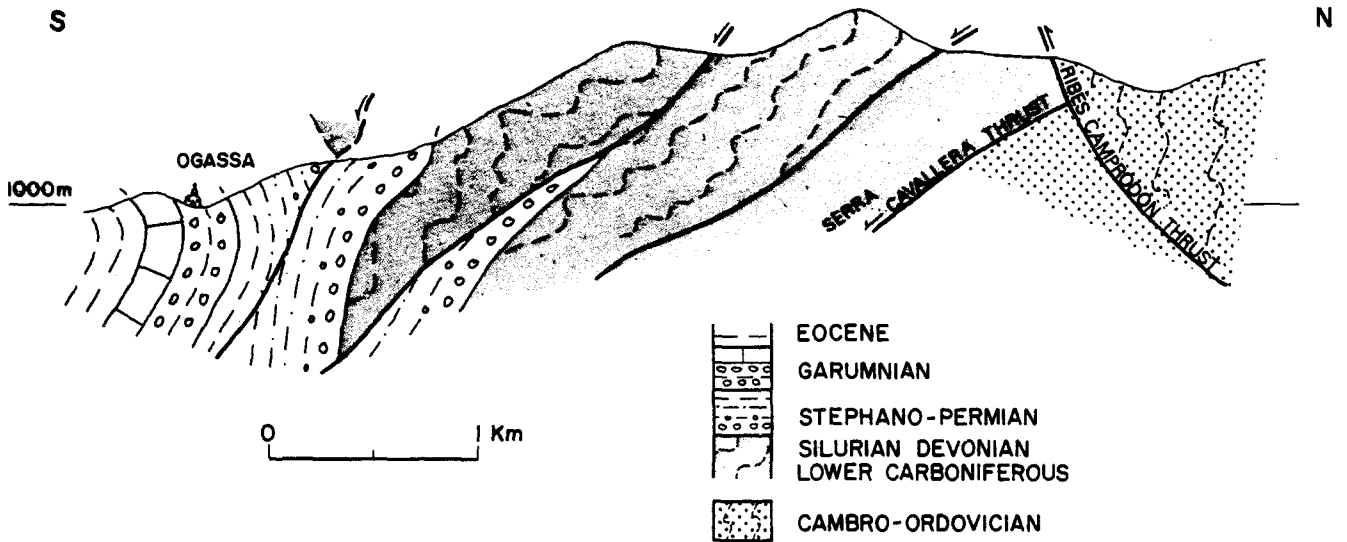 S
N
OGASSA
1000m
SERRA CAVALLERA THRUST
RIBES CAMPRODON THRUST
EOCENE
GARUMNIAN
STEPHANO-PERMIAN
SILURIAN DEVONIAN
LOWER CARBONIFEROUS
CAMBRO-ORDOVICIAN
0 1 Km